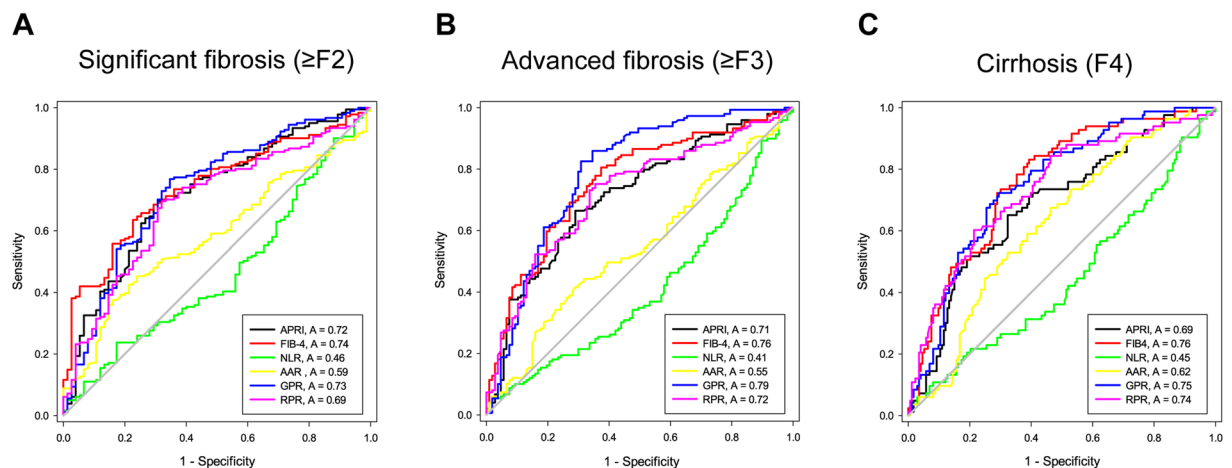 A
Significant fibrosis (≥F2)
1.0
0.8
0.6
0.4
0.2
0.0
Sensitivity
APRI, A = 0.72
FIB-4, A = 0.74
NLR, A = 0.46
AAR , A = 0.59
GPR, A = 0.73
RPR, A = 0.69
0.0 0.2 0.4 0.6 0.8 1.0
1 - Specificity
B
Advanced fibrosis (≥F3)
1.0
0.8
0.6
0.4
0.2
0.0
Sensitivity
APRI, A = 0.71
FIB-4, A = 0.76
NLR, A = 0.41
AAR, A = 0.55
GPR, A = 0.79
RPR, A = 0.72
0.0 0.2 0.4 0.6 0.8 1.0
1 - Specificity
C
Cirrhosis (F4)
1.0
0.8
0.6
0.4
0.2
0.0
Sensitivity
APRI, A = 0.69
FIB4, A = 0.76
NLR, A = 0.45
AAR, A = 0.62
GPR, A = 0.75
RPR, A = 0.74
0.0 0.2 0.4 0.6 0.8 1.0
1 - Specificity